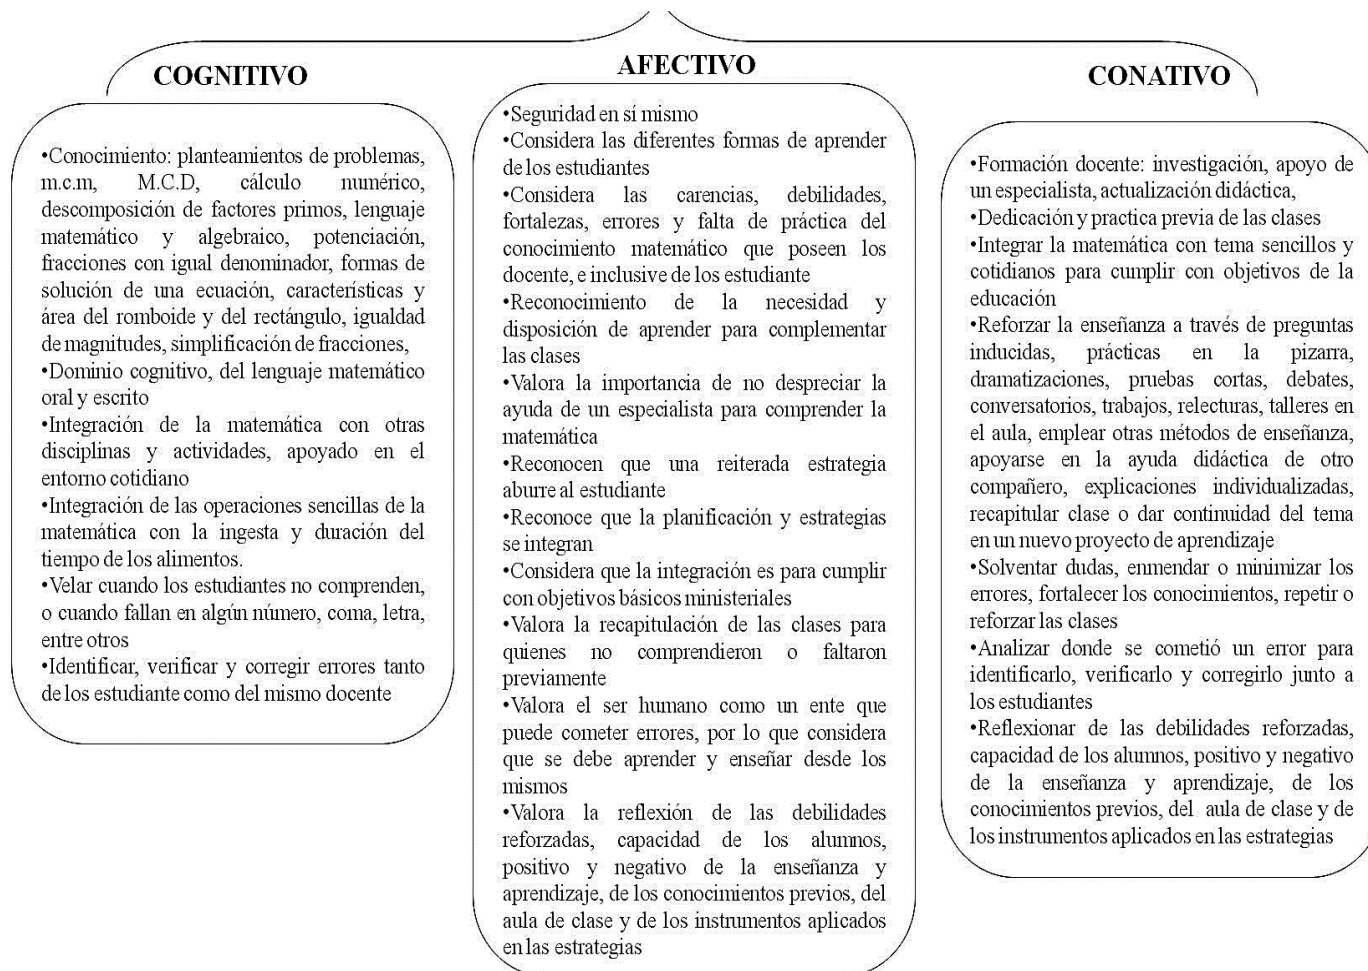 COGNITIVO
•Conocimiento: planteamientos de problemas,
m.c.m, M.C.D, cálculo numérico,
descomposición de factores primos, lenguaje
matemático y algebraico, potenciación,
fracciones con igual denominador, formas de
solución de una ecuación, características y
área del romboide y del rectángulo, igualdad
de magnitudes, simplificación de fracciones,
•Dominio cognitivo, del lenguaje matemático
oral y escrito
•Integración de la matemática con otras
disciplinas y actividades, apoyado en el
entorno cotidiano
•Integración de las operaciones sencillas de la
matemática con la ingesta y duración del
tiempo de los alimentos.
•Velar cuando los estudiantes no comprenden,
o cuando fallan en algún número, coma, letra,
entre otros
•Identificar, verificar y corregir errores tanto
de los estudiante como del mismo docente
AFECTIVO
•Seguridad en sí mismo
•Considera las diferentes formas de aprender
de los estudiantes
•Considera las carencias, debilidades,
fortalezas, errores y falta de práctica del
conocimiento matemático que poseen los
docente, e inclusive de los estudiante
•Reconocimiento de la necesidad y
disposición de aprender para complementar
las clases
•Valora la importancia de no despreciar la
ayuda de un especialista para comprender la
matemática
•Reconocen que una reiterada estrategia
aburre al estudiante
•Reconoce que la planificación y estrategias
se integran
•Considera que la integración es para cumplir
con objetivos básicos ministeriales
•Valora la recapitulación de las clases para
quienes no comprendieron o faltaron
previamente
•Valora el ser humano como un ente que
puede cometer errores, por lo que considera
que se debe aprender y enseñar desde los
mismos
•Valora la reflexión de las debilidades
reforzadas, capacidad de los alumnos,
positivo y negativo de la enseñanza y
aprendizaje, de los conocimientos previos, del
aula de clase y de los instrumentos aplicados
en las estrategias
CONATIVO
•Formación docente: investigación, apoyo de
un especialista, actualización didáctica,
•Dedicación y practica previa de las clases
•Integrar la matemática con tema sencillos y
cotidianos para cumplir con objetivos de la
educación
•Reforzar la enseñanza a través de preguntas
inducidas, prácticas en la pizarra,
dramatizaciones, pruebas cortas, debates,
conversatorios, trabajos, relecturas, talleres en
el aula, emplear otras métodos de enseñanza,
apoyarse en la ayuda didáctica de otro
compañero, explicaciones individualizadas,
recapitular clase o dar continuidad del tema
en un nuevo proyecto de aprendizaje
•Solventar dudas, enmendar o minimizar los
errores, fortalecer los conocimientos, repetir o
reforzar las clases
•Analizar donde se cometió un error para
identificarlo, verificarlo y corregirlo junto a
los estudiantes
•Reflexionar de las debilidades reforzadas,
capacidad de los alumnos, positivo y negativo
de la enseñanza y aprendizaje, de los
conocimientos previos, del aula de clase y de
los instrumentos aplicados en las estrategias